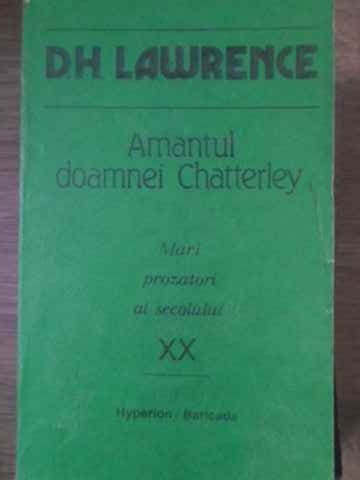 D.H. LAWRENCE
Amantul
doamnei Chatterley
Mari
prozatori
ai secolului
XX
Hyperion / Baricada